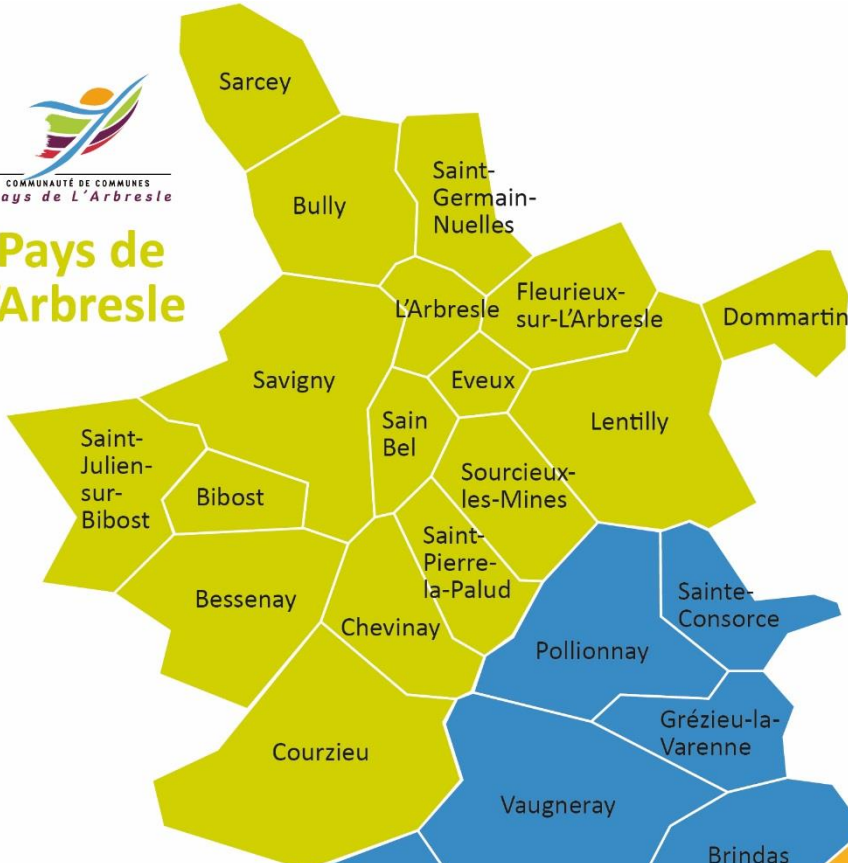 Sarcey
COMMUNAUTÉ DE COMMUNES
ays de L'Arbresle
Pays de
'Arbresle
Bully
Saint-
Germain-
Nuelles
L'Arbresle
Fleurieux-
sur-L'Arbresle
Dommartin
Savigny
Eveux
Sain
Bel
Lentilly
Saint-
Julien-
sur-
Bibost
Bibost
Sourcieux-
les-Mines
Saint-
Pierre-
la-Palud
Bessenay
Chevinay
Sainte-
Consorce
Pollionnay
Grézieu-la-
Varenne
Courzieu
Vaugneray
Brindas